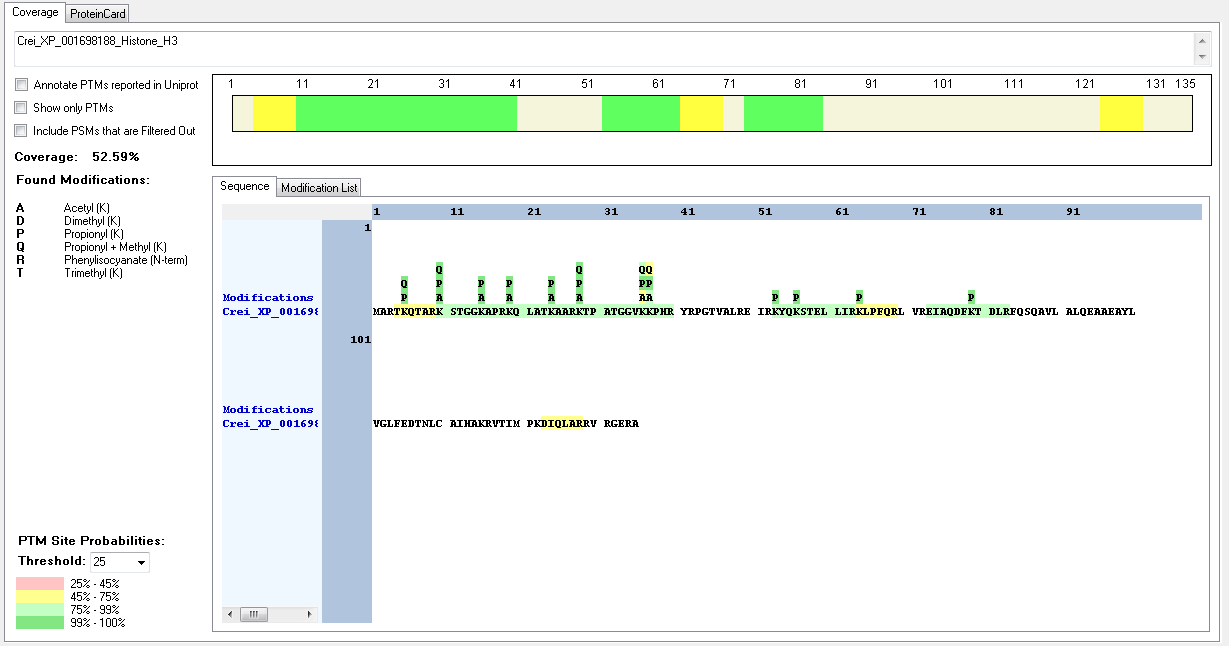 Coverage ProteinCard
Crei_XP_001698188_Histone_H3
Annotate PTMs reported in Uniprot
Show only PTMs
Include PSMs that are Filtered Out
Coverage: 52.59%
Found Modifications:
A Acetyl (K)
D Dimethyl (K)
P Propionyl (K)
Q Propionyl + Methyl (K)
R Phenylisocyanate (N-term)
T Trimethyl (K)
1 11 21 31 41 51 61 71 81 91 101 111 121 131 135
Sequence Modification List
1 11 21 31 41 51 61 71 81 91
1
Q Q QQ
Q P P P P P PP
Modifications P A A A A A AA P P P P
Crei_XP_001698 MARTKQTARK STGGKAPRKQ LATKAARKTP ATGGVKKPHR YRPGTVALRE IRKYQKSTEL LIRKLPFQRL VREIAQDFKT DLRFQSQAVL ALQEAAEAYL
101
Modifications
Crei_XP_001698 VGLFEDTNLC AIHAKRVTIM PKDIQLARRV RGERA
PTM Site Probabilities:
Threshold: 25
25% - 45%
45% - 75%
75% - 99%
99% - 100%